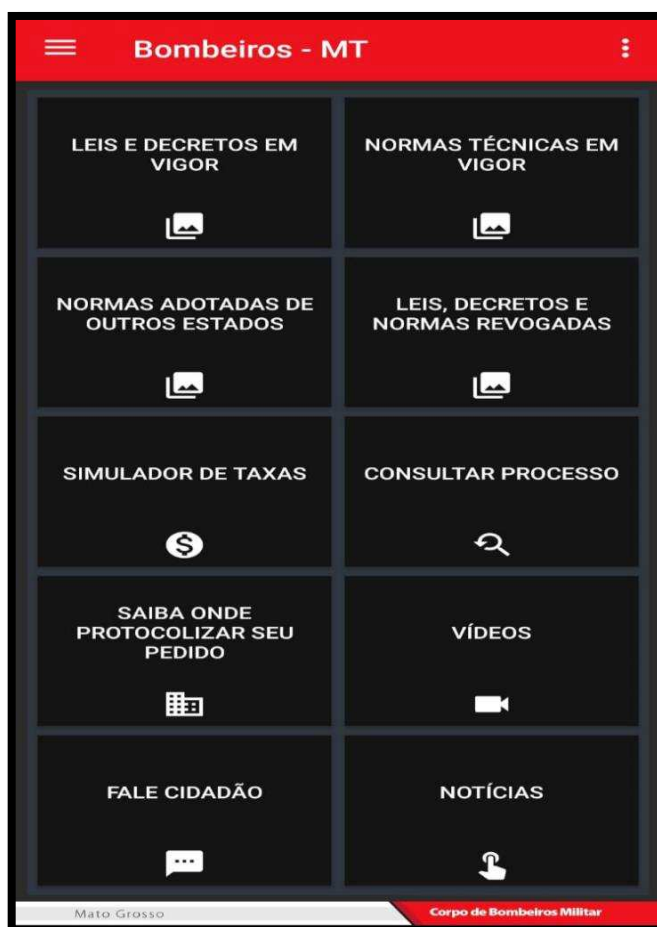 Bombeiros - MT
LEIS E DECRETOS EM
VIGOR
NORMAS TÉCNICAS EM
VIGOR
NORMAS ADOTADAS DE
OUTROS ESTADOS
LEIS, DECRETOS E
NORMAS REVOGADAS
SIMULADOR DE TAXAS
CONSULTAR PROCESSO
SAIBA ONDE
PROTOCOLIZAR SEU
PEDIDO
VÍDEOS
FALE CIDADÃO
NOTÍCIAS
Mato Grosso
Corpo de Bombeiros Militar